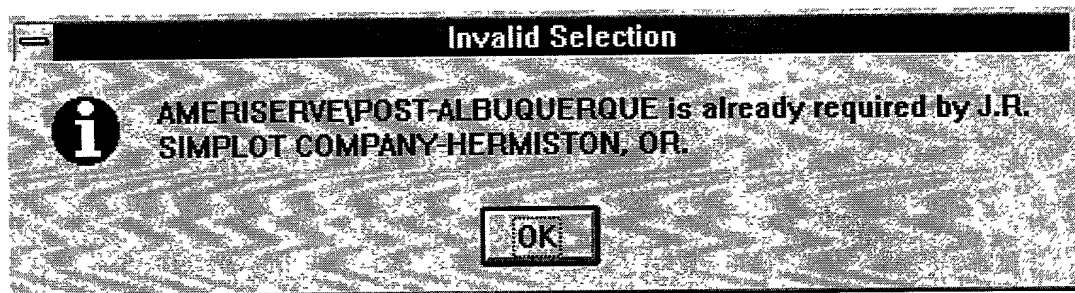 Invalid Selection
AMERISERVE\POST-ALBUQUERQUE is already required by J.R.
SIMPLOT COMPANY-HERMISTON, OR.
OK